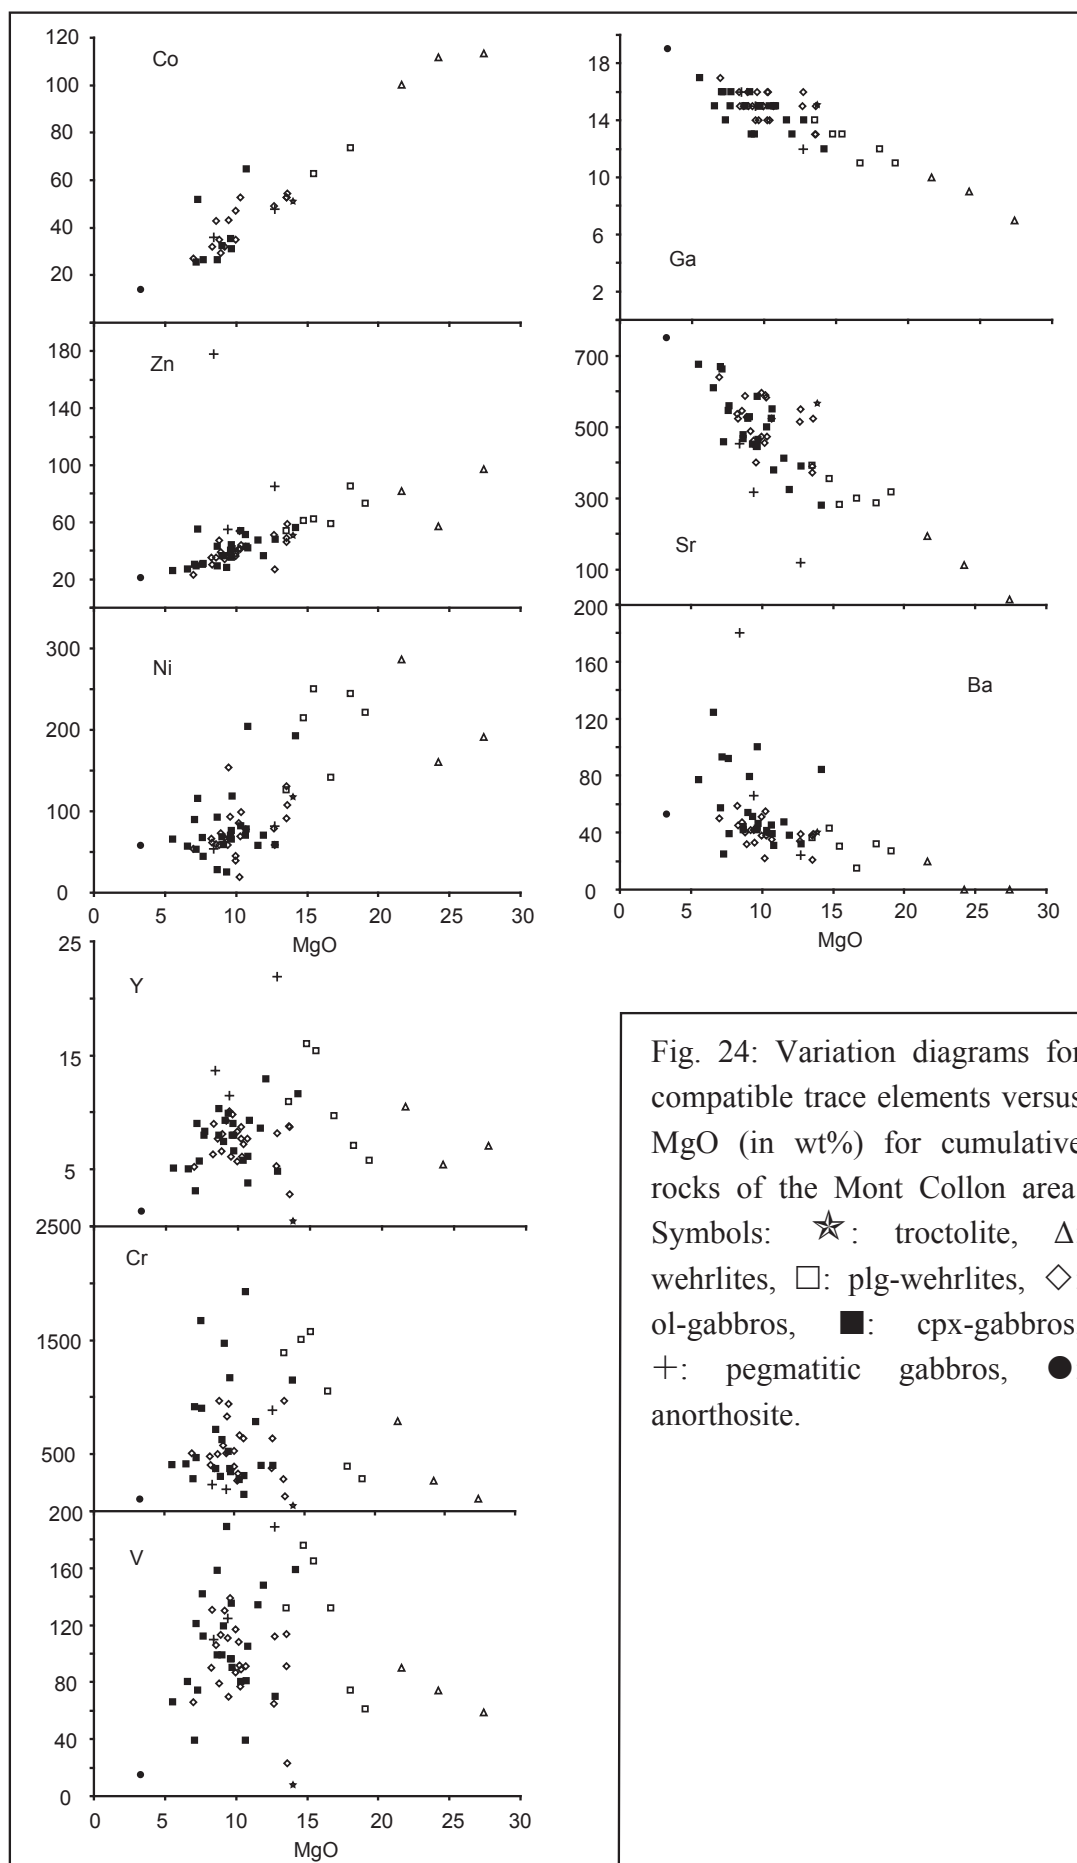 120
100
80
60
40
20
Co
180
140
100
60
20
Zn
300
200
100
0
Ni
0 5 10 15 20 25 30
MgO
18
14
10
6
2
Ga
700
500
300
100
Sr
200
160
120
80
40
0
Ba
0 5 10 15 20 25 30
MgO
25
15
5
Y
2500
1500
500
Cr
200
160
120
80
40
0
V
0 5 10 15 20 25 30
MgO
Fig. 24: Variation diagrams for
compatible trace elements versus
MgO (in wt%) for cumulative
rocks of the Mont Collon area
Symbols: ☆: troctolite, △
wehrlites, □: plg-wehrlites, ◇
ol-gabbros, ■: cpx-gabbros
+: pegmatitic gabbros, ●
anorthosite.